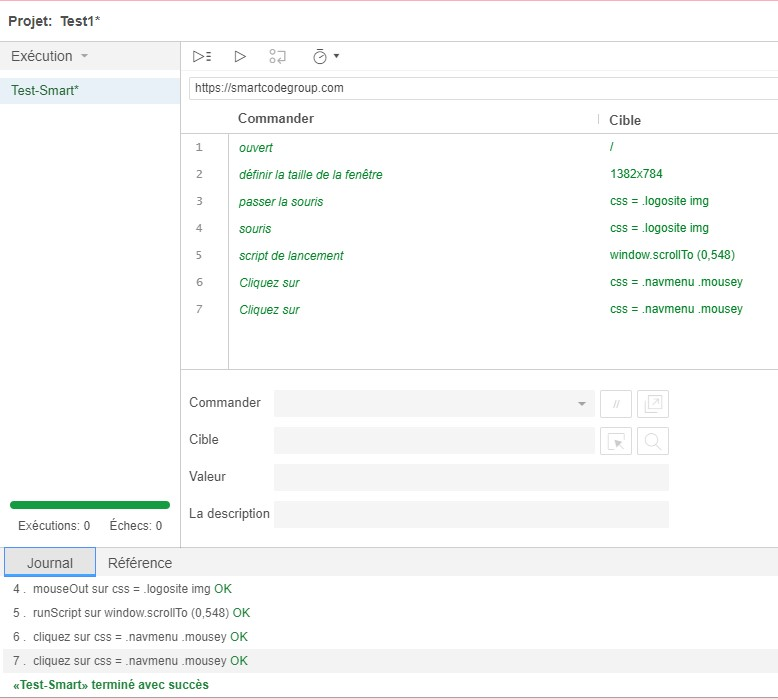 Projet: Test1*
Exécution
Test-Smart*
https://smartcodegroup.com
Commander Cible
1 ouvert /
2 définir la taille de la fenêtre 1382x784
3 passer la souris css = .logosite img
4 souris css = .logosite img
5 script de lancement window.scrollTo (0,548)
6 Cliquez sur css = .navmenu .mousey
7 Cliquez sur css = .navmenu .mousey
Commander //
Cible
Valeur
La description
Exécutions: 0 Échecs: 0
Journal Référence
4 . mouseOut sur css = .logosite img OK
5 . runScript sur window.scrollTo (0,548) OK
6 . cliquez sur css = .navmenu .mousey OK
7 . cliquez sur css = .navmenu .mousey OK
«Test-Smart» terminé avec succès